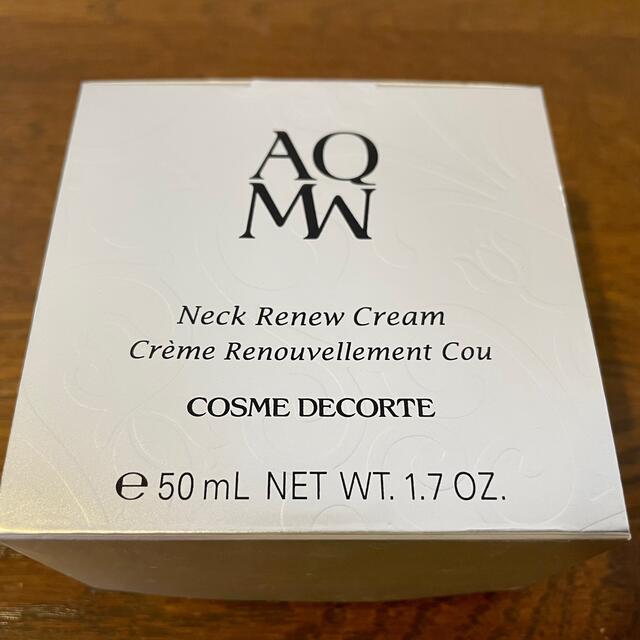 AQ
MW
Neck Renew Cream
Crème Renouvellement Cou
COSME DECORTE
℮ 50 mL NET WT. 1.7 OZ.